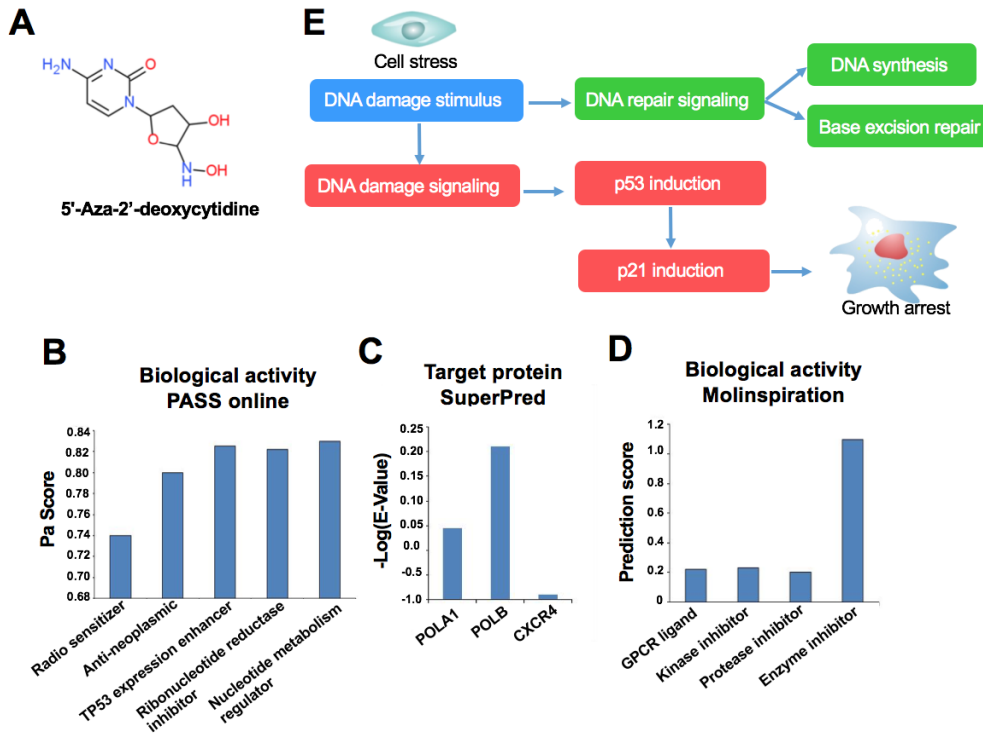 A
H₂N
N
O
N
O
OH
N
H
OH
5'-Aza-2’-deoxycytidine
E
Cell stress
DNA damage stimulus
DNA repair signaling
DNA synthesis
Base excision repair
DNA damage signaling
p53 induction
p21 induction
Growth arrest
B
Biological activity
PASS online
Pa Score
0.84
0.82
0.80
0.78
0.76
0.74
0.72
0.70
0.68
Radio sensitizer
Anti-neoplasmic
TP53 expression enhancer
Ribonucleotide reductase
inhibitor
Nucleotide metabolism
regulator
C
Target protein
SuperPred
-Log(E-Value)
0.25
0.20
0.15
0.10
0.05
0.0
-0.5
-1.0
POLA1
POLB
CXCR4
D
Biological activity
Molinspiration
Prediction score
1.2
1.0
0.8
0.6
0.4
0.2
0
GPCR ligand
Kinase inhibitor
Protease inhibitor
Enzyme inhibitor